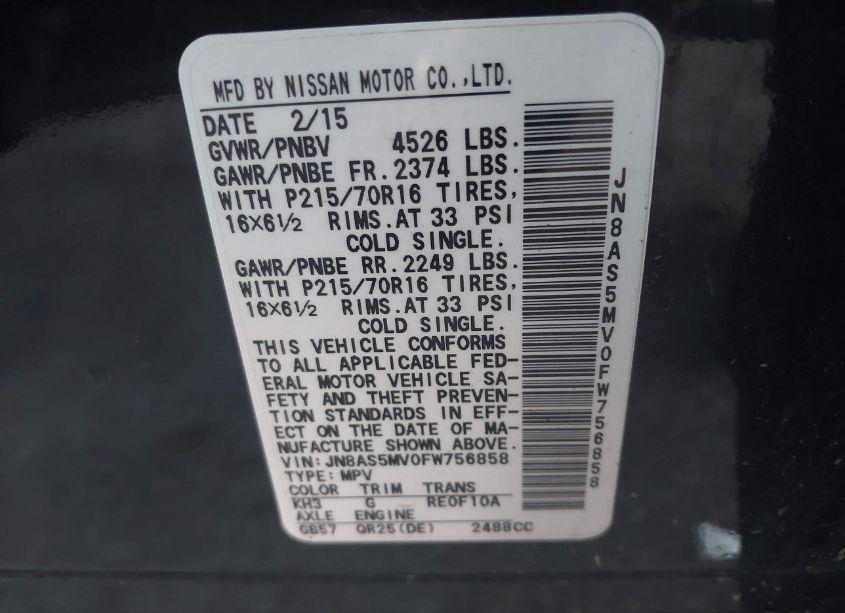 MFD BY NISSAN MOTOR CO.,LTD.
DATE 2/15
GVWR/PNBV 4526 LBS.
GAWR/PNBE FR.2374 LBS.
WITH P215/70R16 TIRES,
16X6½ RIMS.AT 33 PSI
COLD SINGLE.
GAWR/PNBE RR.2249 LBS.
WITH P215/70R16 TIRES,
16X6½ RIMS.AT 33 PSI
COLD SINGLE.
THIS VEHICLE CONFORMS
TO ALL APPLICABLE FED-
ERAL MOTOR VEHICLE SA-
FETY AND THEFT PREVEN-
TION STANDARDS IN EFF-
ECT ON THE DATE OF MA-
NUFACTURE SHOWN ABOVE.
VIN:JN8AS5MV0FW756858
TYPE:MPV
COLOR TRIM TRANS
KH3 G RE0F10A
AXLE ENGINE
GB57 QR25(DE) 2488CC
JN8AS5MV0FW756858